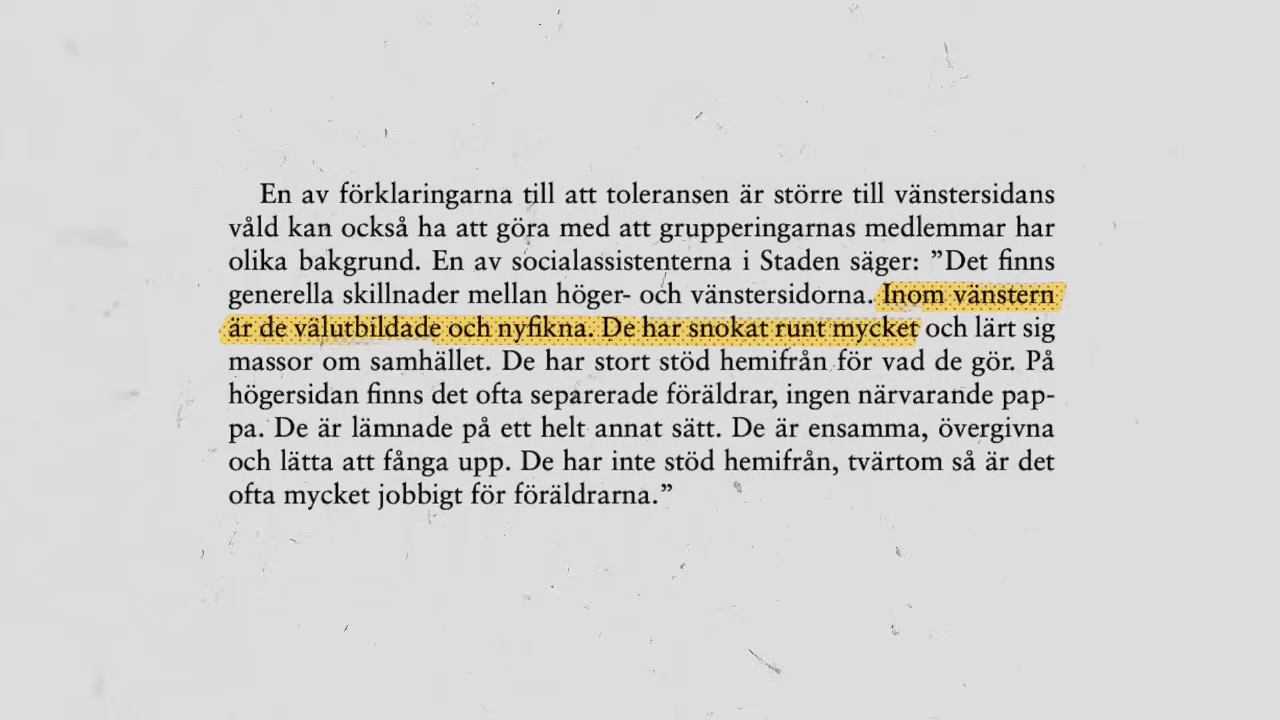 En av förklaringarna till att toleransen är större till vänstersidans
våld kan också ha att göra med att grupperingarnas medlemmar har
olika bakgrund. En av socialassistenterna i Staden säger: ”Det finns
generella skillnader mellan höger- och vänstersidorna. Inom vänstern
är de välutbildade och nyfikna. De har snokat runt mycket och lärt sig
massor om samhället. De har stort stöd hemifrån för vad de gör. På
högersidan finns det ofta separerade föräldrar, ingen närvarande pap-
pa. De är lämnade på ett helt annat sätt. De är ensamma, övergivna
och lätta att fånga upp. De har inte stöd hemifrån, tvärtom så är det
ofta mycket jobbigt för föräldrarna.”